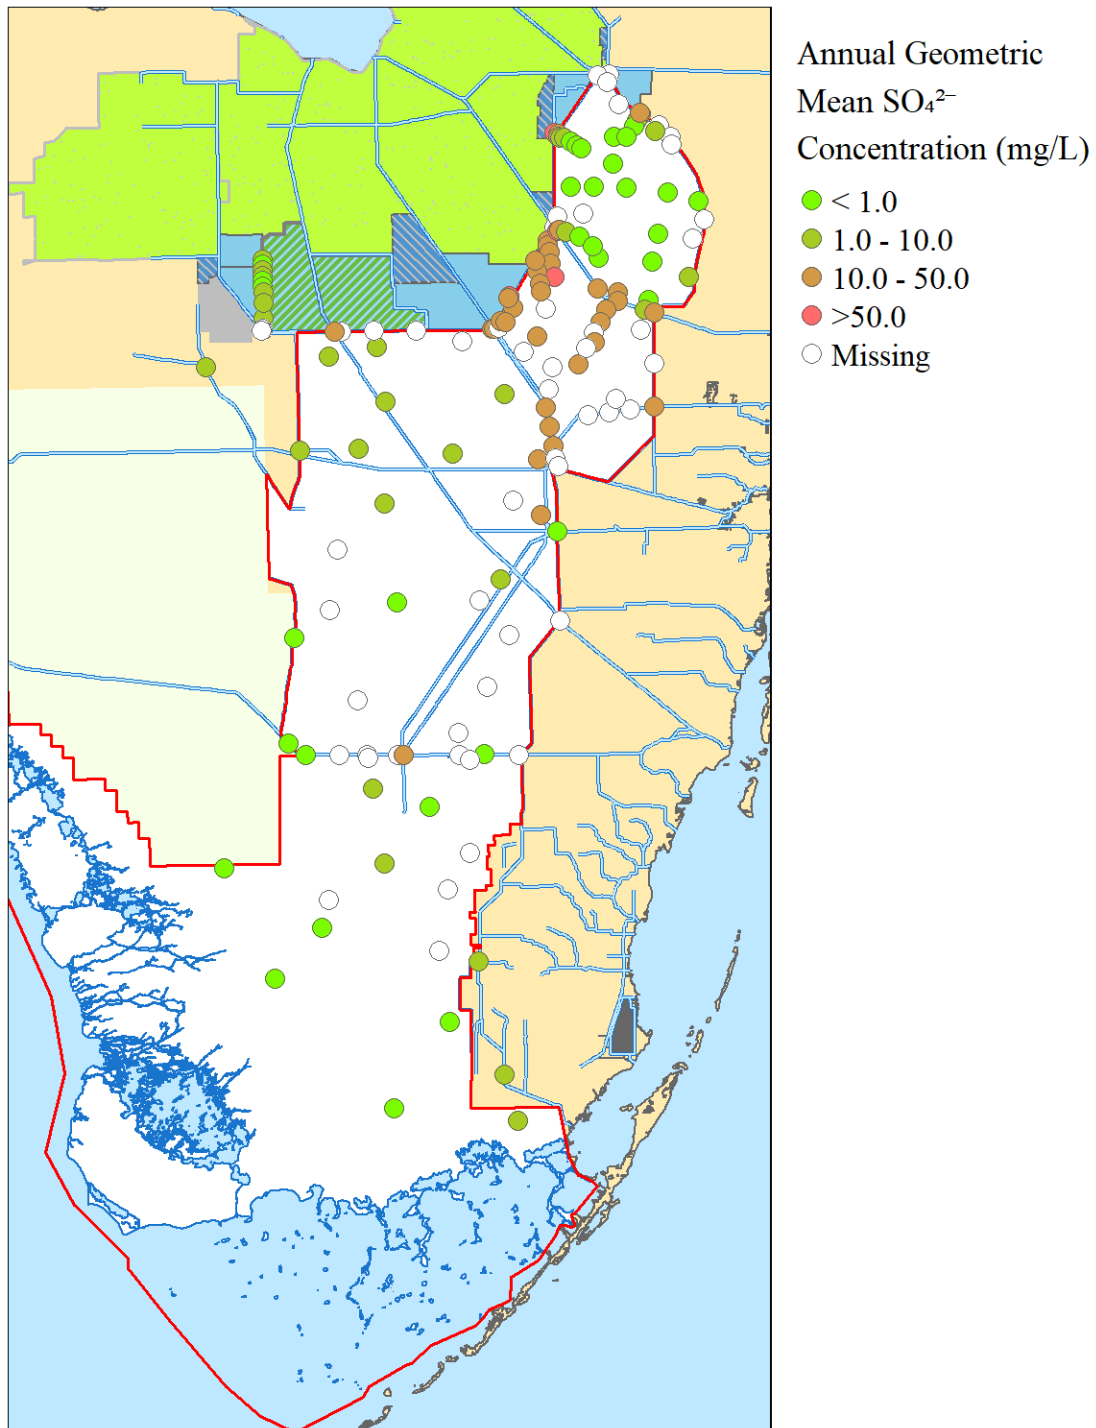 Annual Geometric
Mean SO₄²⁻
Concentration (mg/L)
< 1.0
1.0 - 10.0
10.0 - 50.0
>50.0
Missing